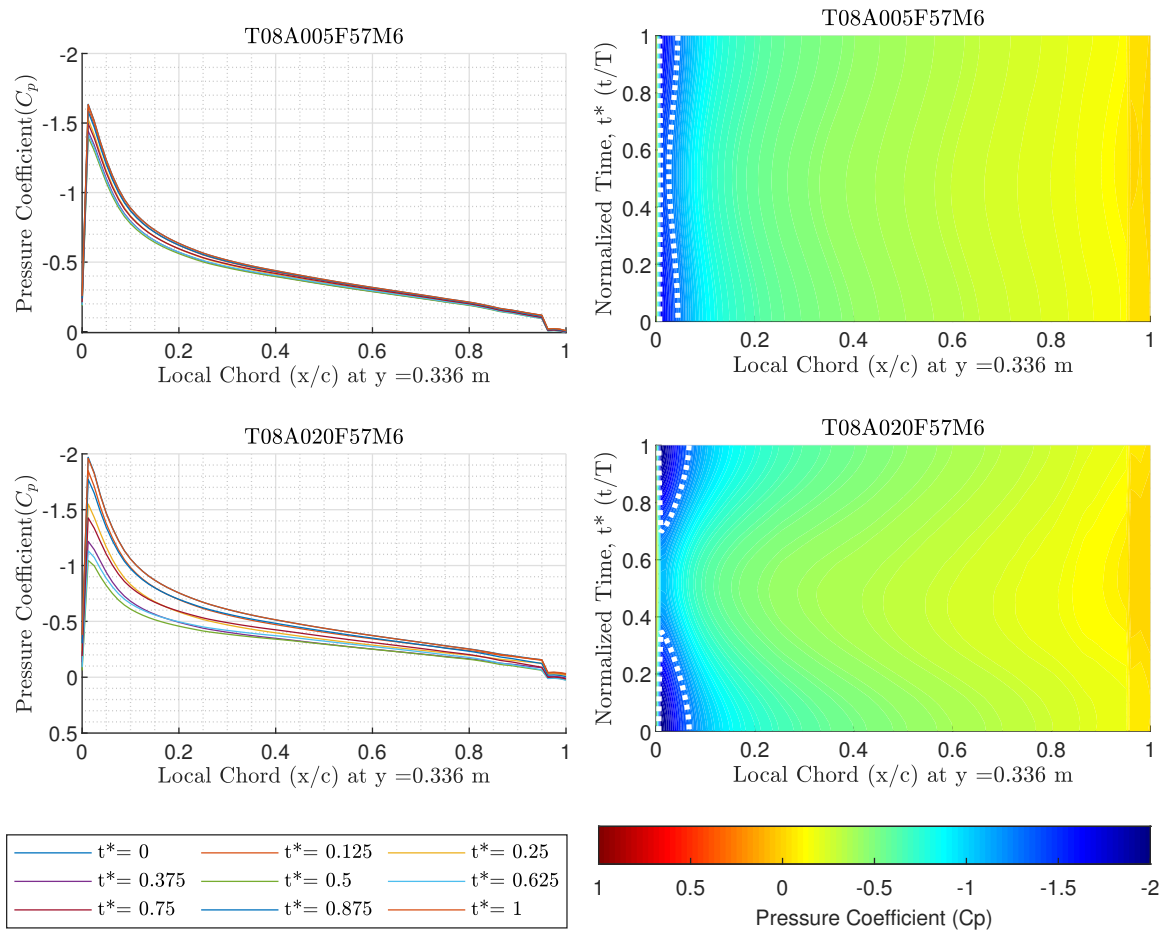 T08A005F57M6
-2
-1.5
-1
-0.5
0
Pressure Coefficient(Cp)
0 0.2 0.4 0.6 0.8 1
Local Chord (x/c) at y =0.336 m
T08A005F57M6
1
0.8
0.6
0.4
0.2
0
Normalized Time, t* (t/T)
0 0.2 0.4 0.6 0.8 1
Local Chord (x/c) at y =0.336 m
T08A020F57M6
-2
-1.5
-1
-0.5
0
0.5
Pressure Coefficient(Cp)
0 0.2 0.4 0.6 0.8 1
Local Chord (x/c) at y =0.336 m
T08A020F57M6
1
0.8
0.6
0.4
0.2
0
Normalized Time, t* (t/T)
0 0.2 0.4 0.6 0.8 1
Local Chord (x/c) at y =0.336 m
t*= 0 t*= 0.125 t*= 0.25
t*= 0.375 t*= 0.5 t*= 0.625
t*= 0.75 t*= 0.875 t*= 1
1 0.5 0 -0.5 -1 -1.5 -2
Pressure Coefficient (Cp)